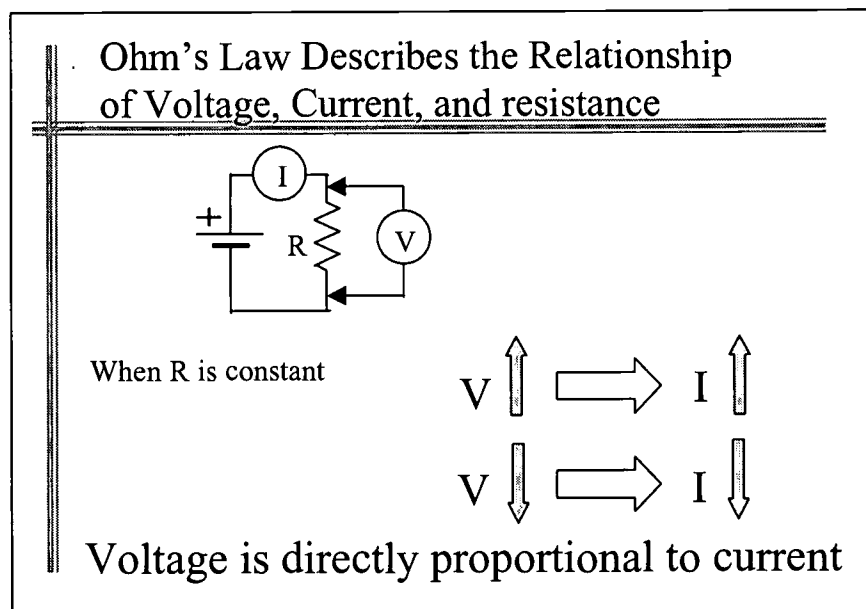 Ohm's Law Describes the Relationship
of Voltage, Current, and resistance
I
+
R
V
When R is constant
V I
V I
Voltage is directly proportional to current